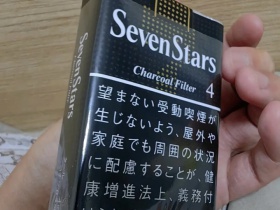 SevenStars
Charcoal Filter 4
望まない受動喫煙が
生じないよう、屋外や
家庭でも周囲の状況
に配慮することが、健
康増進法上、義務付
SevenStars